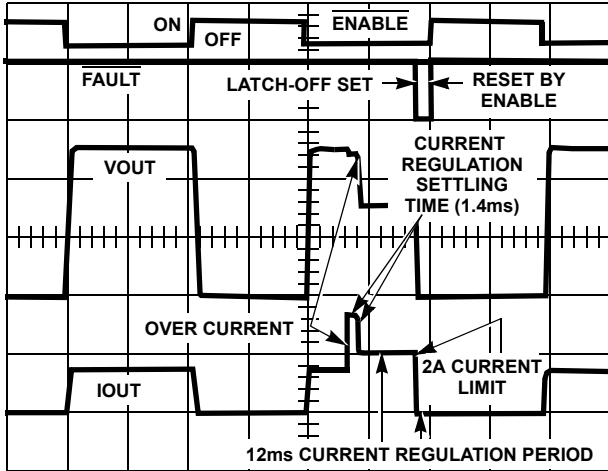 ON
OFF
ENABLE
FAULT
LATCH-OFF SET
RESET BY
ENABLE
VOUT
CURRENT
REGULATION
SETTLING
TIME (1.4ms)
OVER CURRENT
IOUT
2A CURRENT
LIMIT
12ms CURRENT REGULATION PERIOD